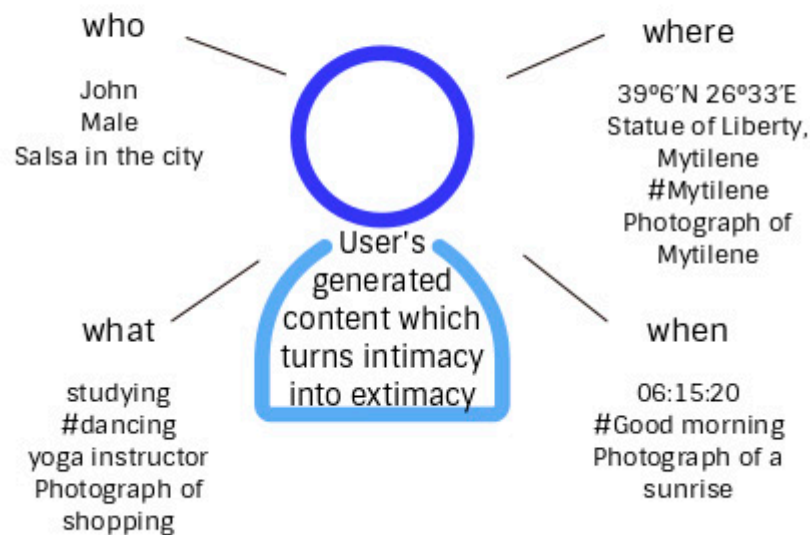 who
John
Male
Salsa in the city
where
39º6′N 26º33′E
Statue of Liberty,
Mytilene
#Mytilene
Photograph of
Mytilene
User's
generated
content which
turns intimacy
into extimacy
what
studying
#dancing
yoga instructor
Photograph of
shopping
when
06:15:20
#Good morning
Photograph of a
sunrise